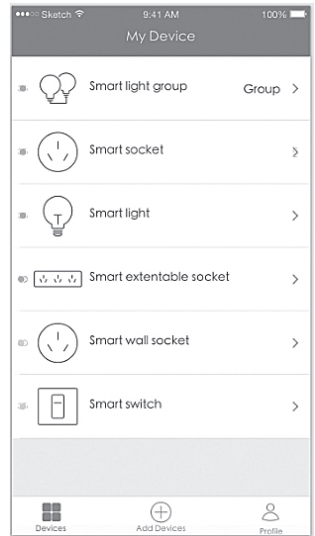 Sketch 9:41 AM 100%
My Device
Smart light group Group
Smart socket
Smart light
Smart extentable socket
Smart wall socket
Smart switch
Devices Add Devices Profile